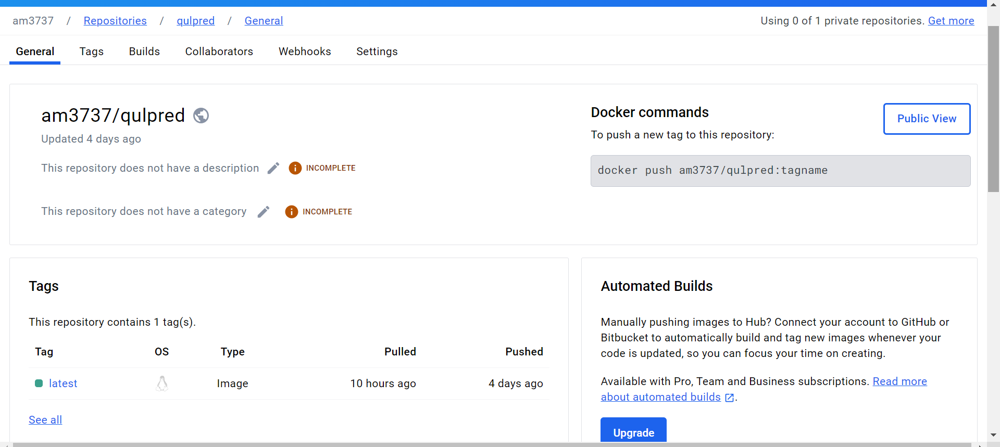 am3737 / Repositories / qulpred / General
Using 0 of 1 private repositories. Get more
General Tags Builds Collaborators Webhooks Settings
am3737/qulpred
Updated 4 days ago
This repository does not have a description INCOMPLETE
This repository does not have a category INCOMPLETE
Docker commands
Public View
To push a new tag to this repository:
docker push am3737/qulpred:tagname
Tags
This repository contains 1 tag(s).
Tag OS Type Pulled Pushed
latest Image 10 hours ago 4 days ago
See all
Automated Builds
Manually pushing images to Hub? Connect your account to GitHub or
Bitbucket to automatically build and tag new images whenever your
code is updated, so you can focus your time on creating.
Available with Pro, Team and Business subscriptions. Read more
about automated builds .
Upgrade